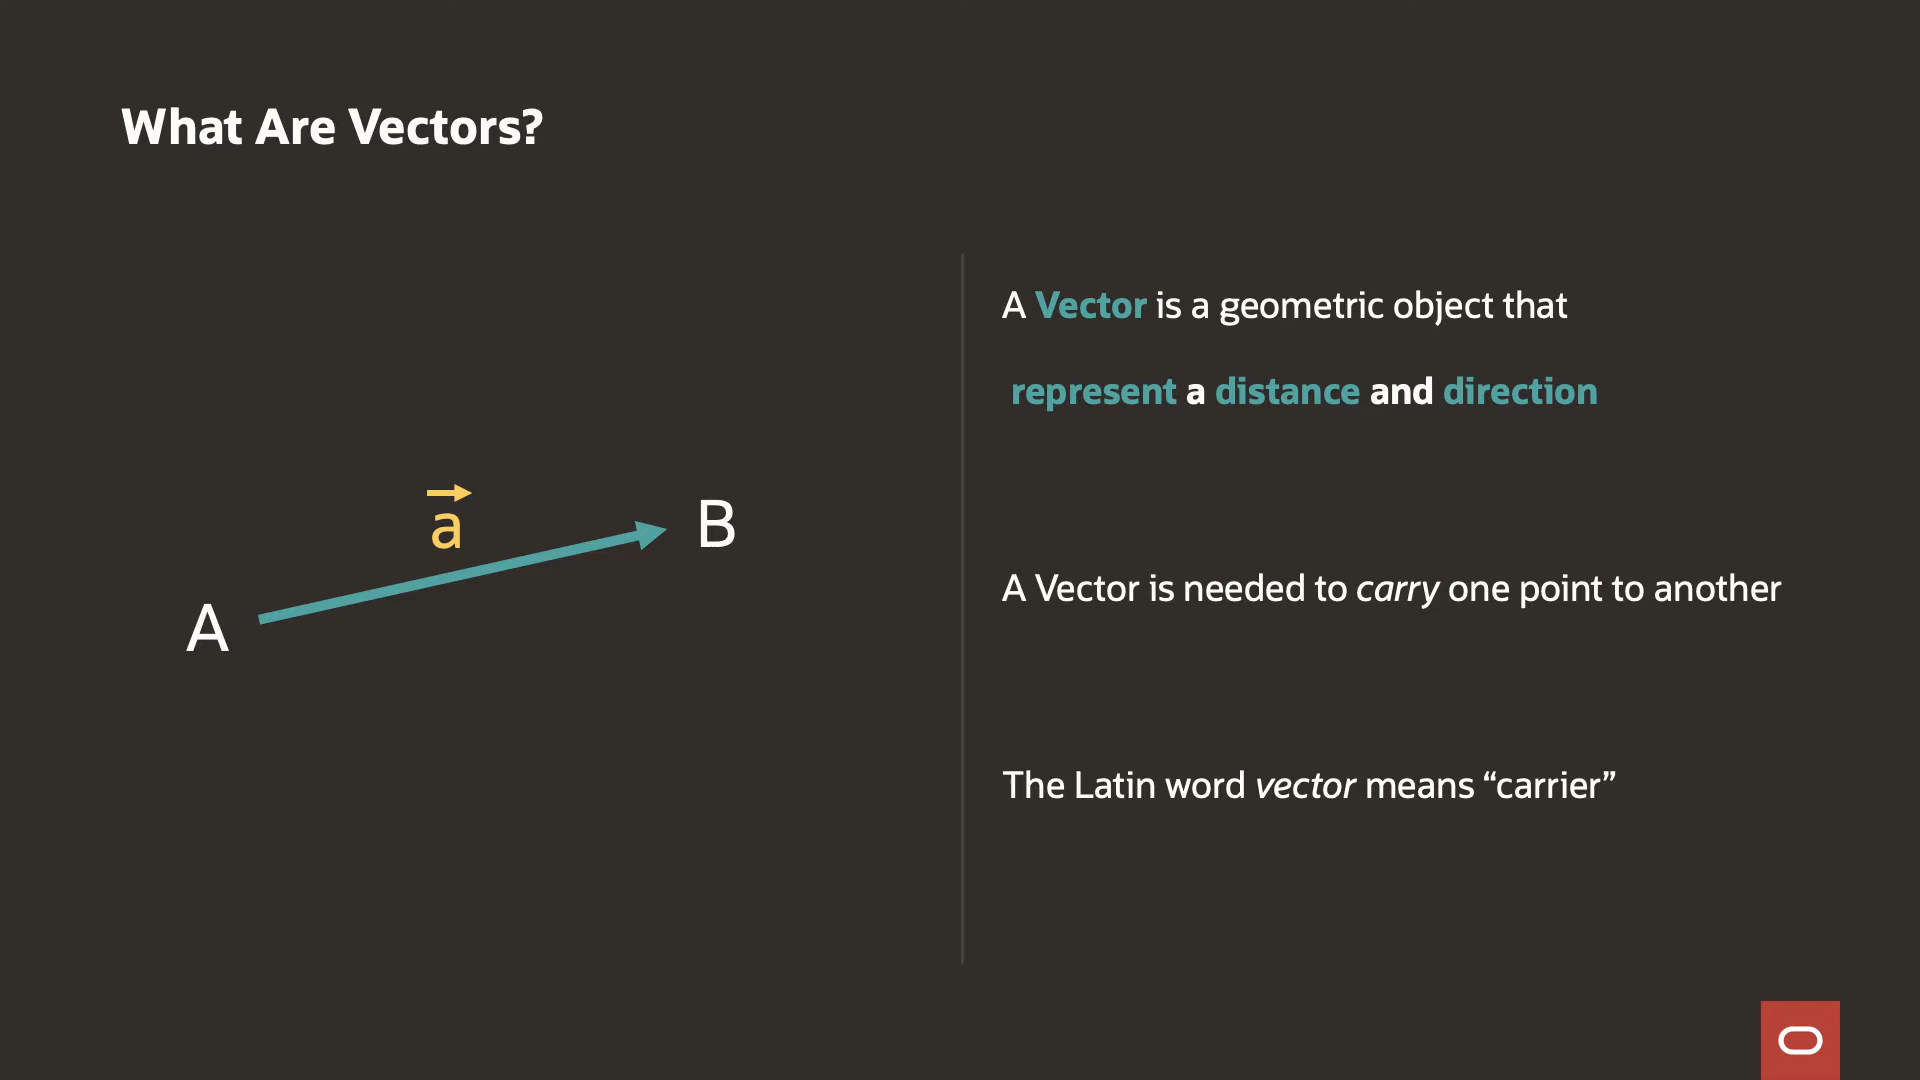 What Are Vectors?
A Vector is a geometric object that
represent a distance and direction
a
B
A
A Vector is needed to carry one point to another
The Latin word vector means “carrier”